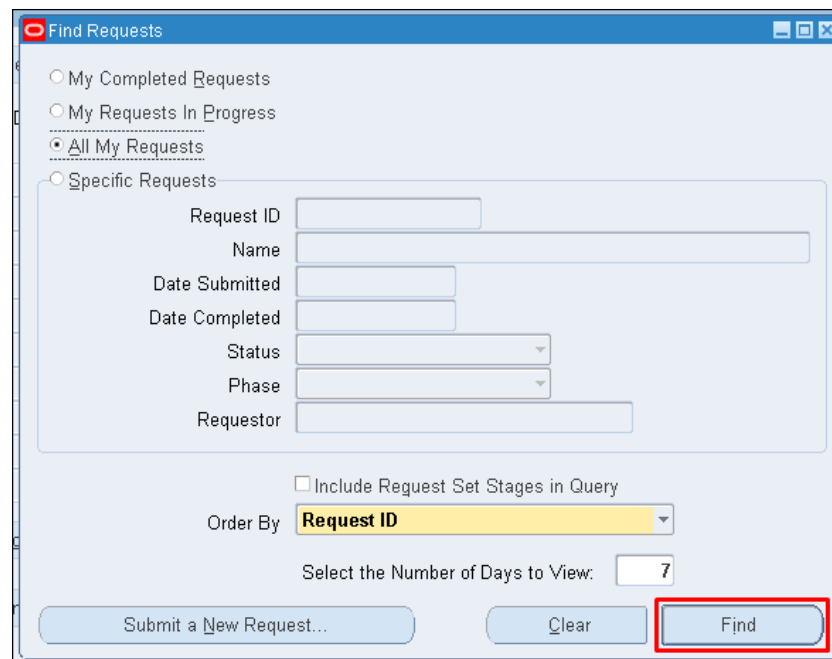 Find Requests
My Completed Requests
My Requests In Progress
All My Requests
Specific Requests
Request ID
Name
Date Submitted
Date Completed
Status
Phase
Requestor
Include Request Set Stages in Query
Order By Request ID
Select the Number of Days to View: 7
Submit a New Request... Clear Find